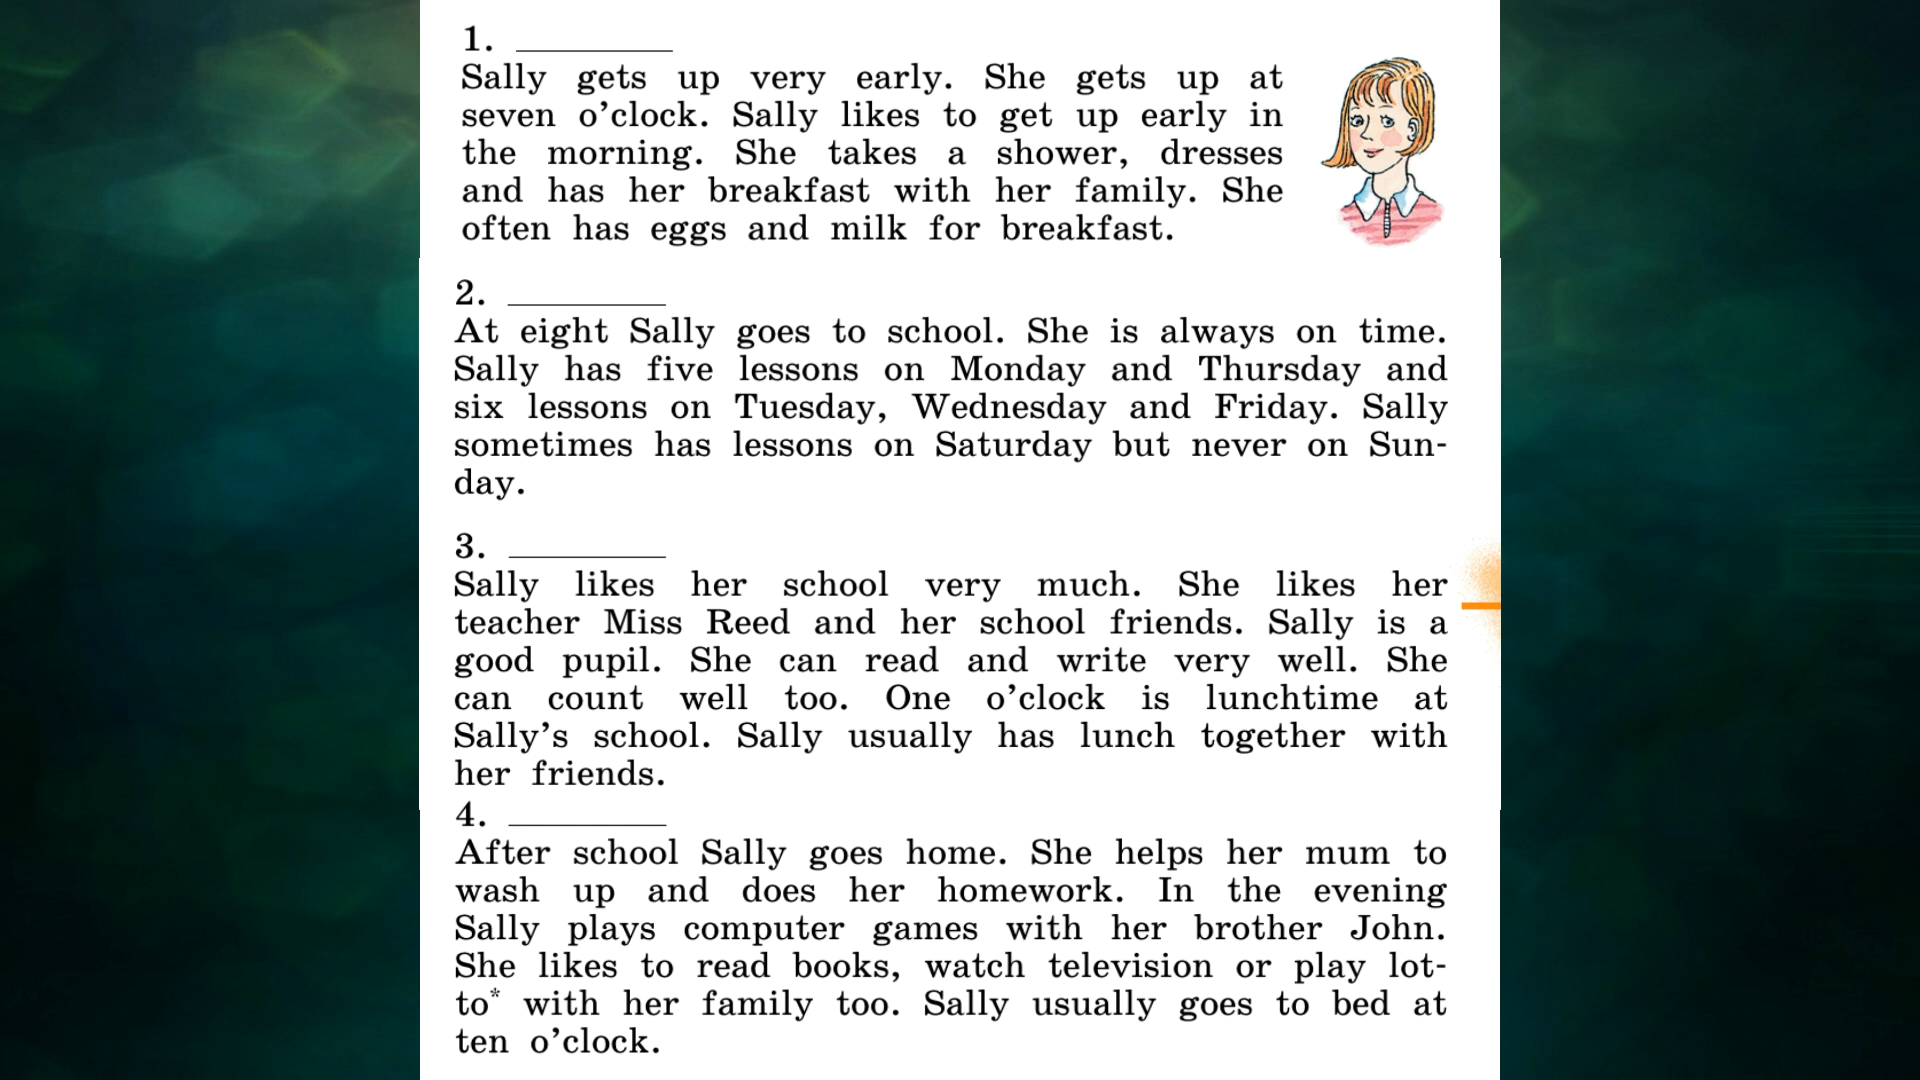 1. __________
Sally gets up very early. She gets up at
seven o’clock. Sally likes to get up early in
the morning. She takes a shower, dresses
and has her breakfast with her family. She
often has eggs and milk for breakfast.
2. __________
At eight Sally goes to school. She is always on time.
Sally has five lessons on Monday and Thursday and
six lessons on Tuesday, Wednesday and Friday. Sally
sometimes has lessons on Saturday but never on Sun-
day.
3. __________
Sally likes her school very much. She likes her
teacher Miss Reed and her school friends. Sally is a
good pupil. She can read and write very well. She
can count well too. One o’clock is lunchtime at
Sally’s school. Sally usually has lunch together with
her friends.
4. __________
After school Sally goes home. She helps her mum to
wash up and does her homework. In the evening
Sally plays computer games with her brother John.
She likes to read books, watch television or play lot-
to* with her family too. Sally usually goes to bed at
ten o’clock.